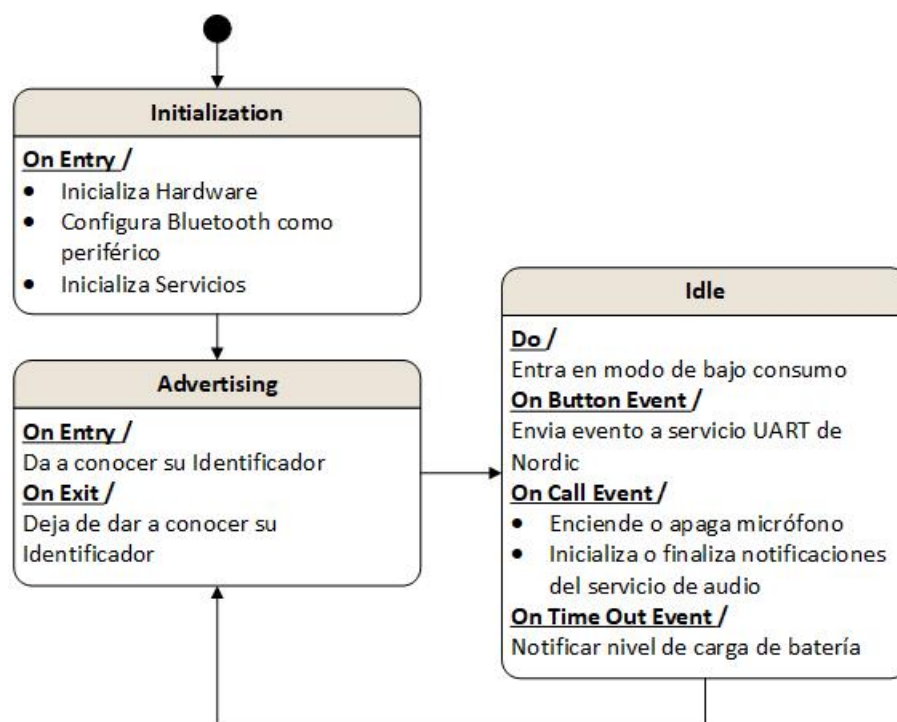 Initialization
On Entry /
• Inicializa Hardware
• Configura Bluetooth como
periférico
• Inicializa Servicios
Advertising
On Entry /
Da a conocer su Identificador
On Exit /
Deja de dar a conocer su
Identificador
Idle
Do /
Entra en modo de bajo consumo
On Button Event /
Envia evento a servicio UART de
Nordic
On Call Event /
• Enciende o apaga micrófono
• Inicializa o finaliza notificaciones
del servicio de audio
On Time Out Event /
Notificar nivel de carga de batería